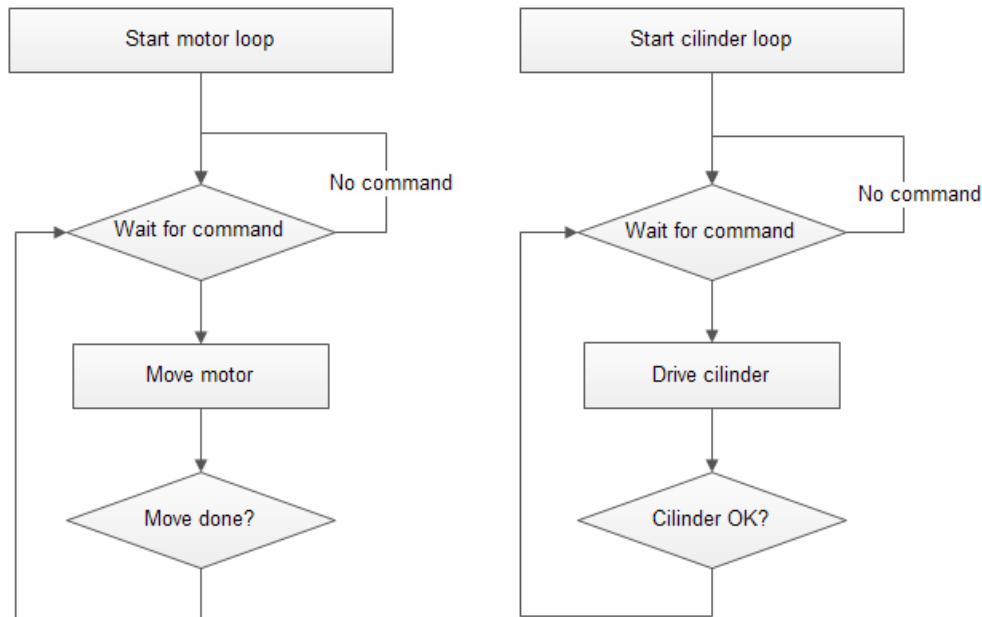 Start motor loop
No command
Wait for command
Move motor
Move done?
Start cilinder loop
No command
Wait for command
Drive cilinder
Cilinder OK?